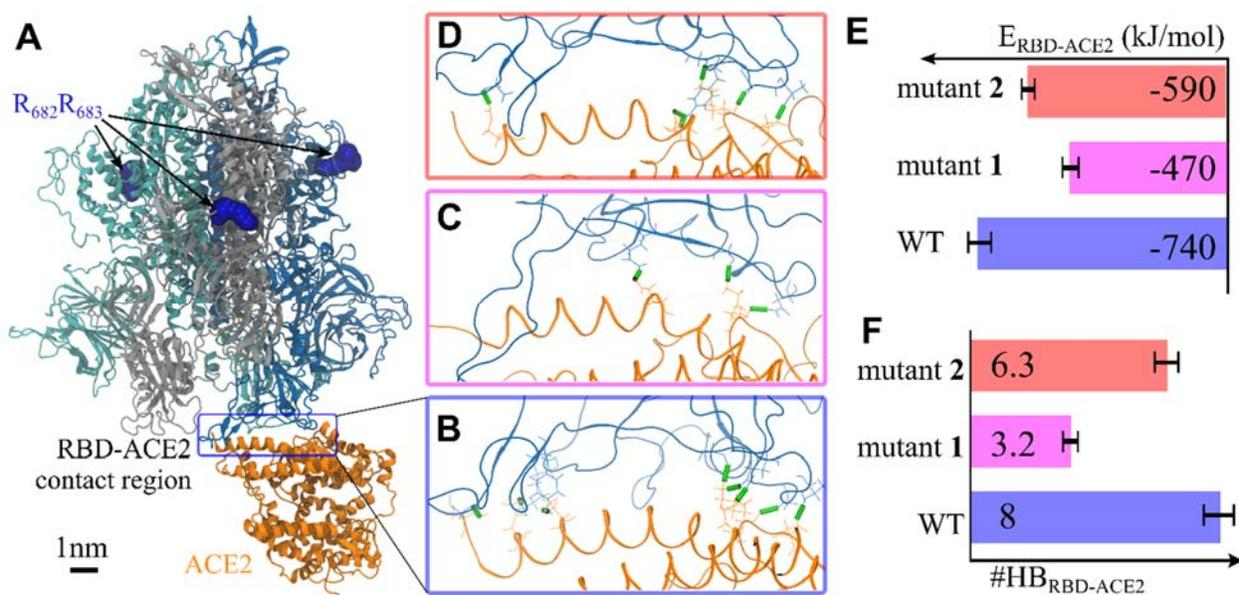 A
R682R683
RBD-ACE2
contact region
1nm
ACE2
D
C
B
E
ERBD-ACE2 (kJ/mol)
mutant 2
-590
mutant 1
-470
WT
-740
F
mutant 2
6.3
mutant 1
3.2
WT
8
#HBRBD-ACE2